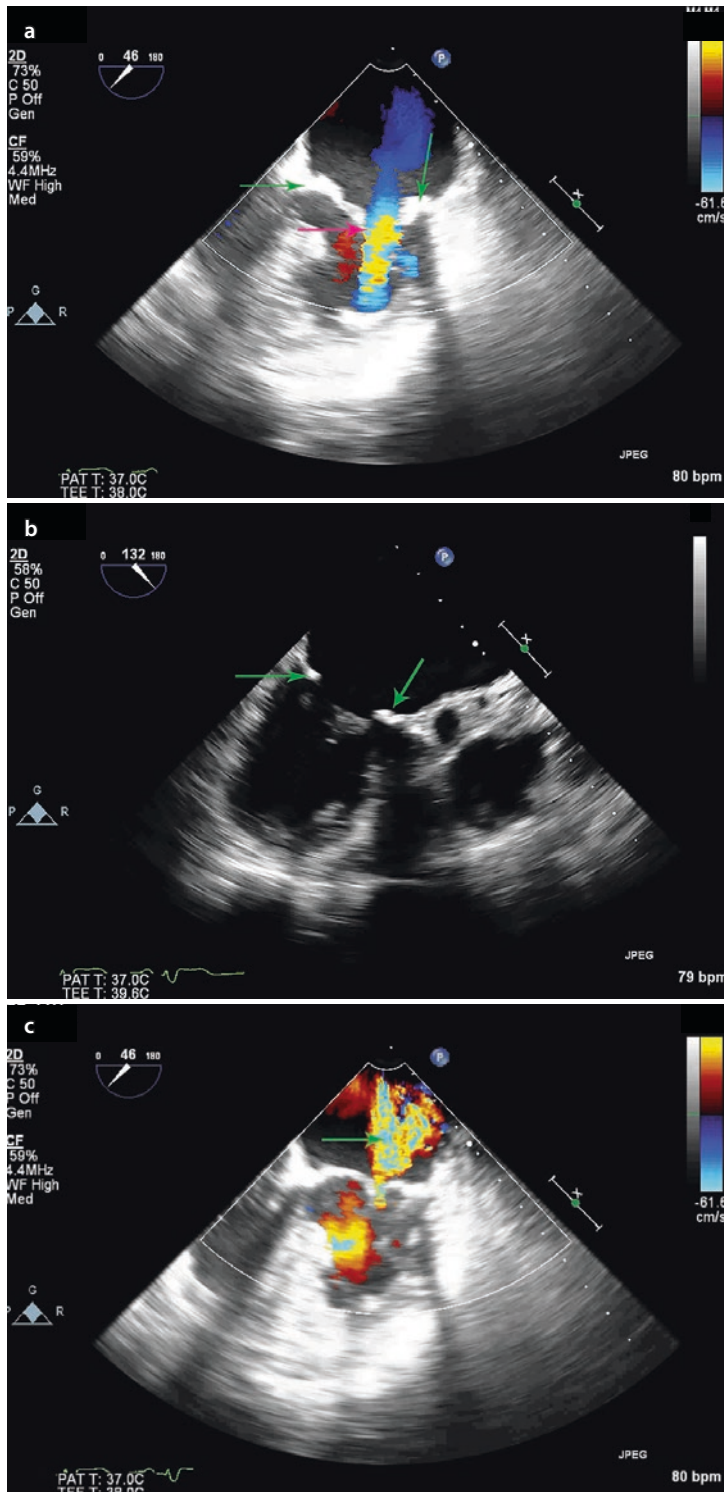 a
2D
73%
C 50
P Off
Gen
CF
59%
4.4MHz
WF High
Med
0 46 180
P
X
-61.6
cm/s
G
P R
JPEG
PAT T: 37.0C
TEE T: 38.0C
80 bpm
b
2D
58%
C 50
P Off
Gen
0 132 180
P
X
G
P R
JPEG
PAT T: 37.0C
TEE T: 39.6C
79 bpm
c
2D
73%
C 50
P Off
Gen
CF
59%
4.4MHz
WF High
Med
0 46 180
P
X
-61.6
cm/s
G
P R
JPEG
PAT T: 37.0C
TEE T: 38.0C
80 bpm